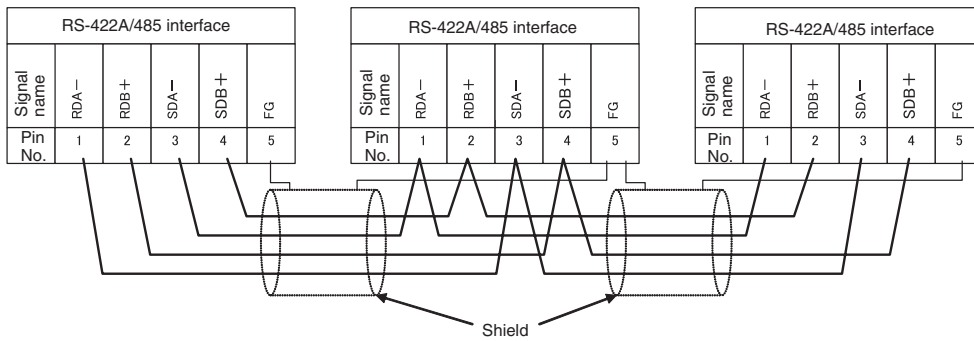 RS-422A/485 interface
Signal name RDA− RDB+ SDA− SDB+ FG
Pin No. 1 2 3 4 5
RS-422A/485 interface
Signal name RDA− RDB+ SDA− SDB+ FG
Pin No. 1 2 3 4 5
RS-422A/485 interface
Signal name RDA− RDB+ SDA− SDB+ FG
Pin No. 1 2 3 4 5
Shield